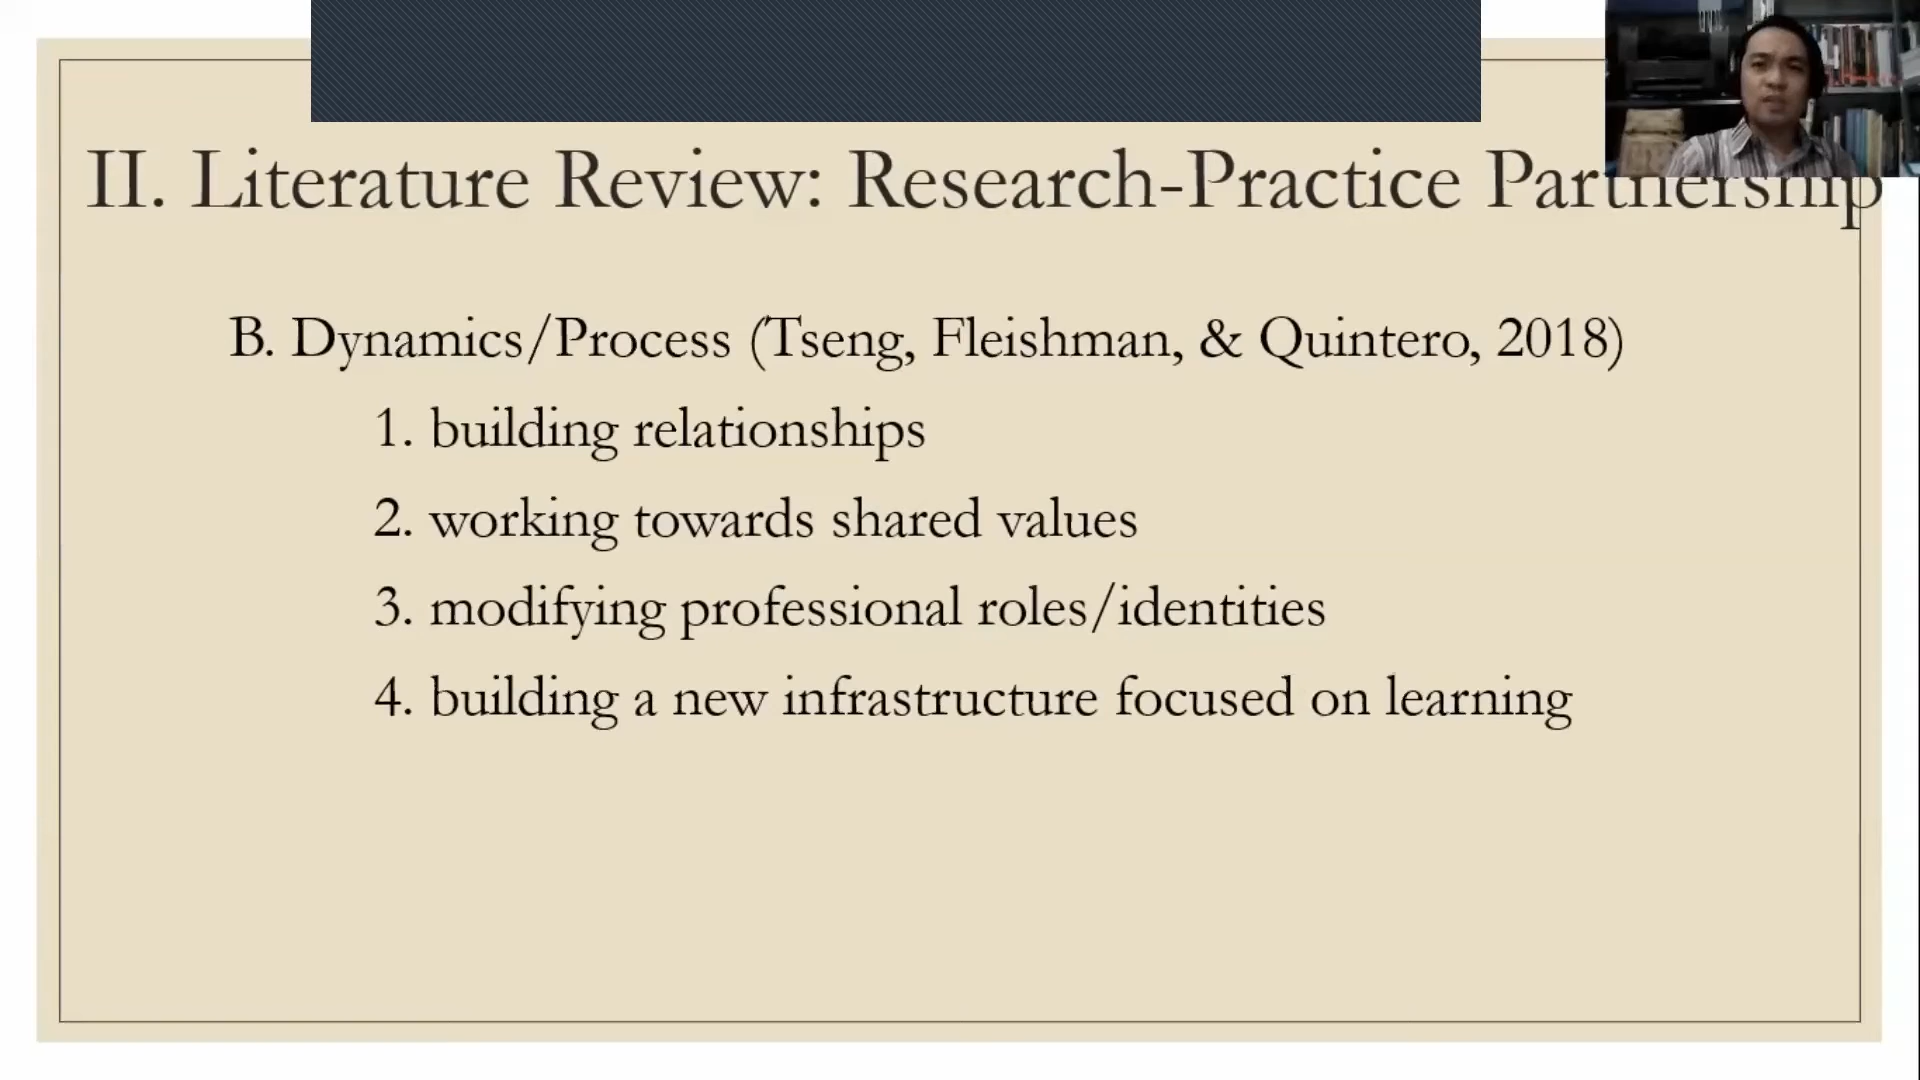 II. Literature Review: Research-Practice Partnership
B. Dynamics/Process (Tseng, Fleishman, & Quintero, 2018)
1. building relationships
2. working towards shared values
3. modifying professional roles/identities
4. building a new infrastructure focused on learning